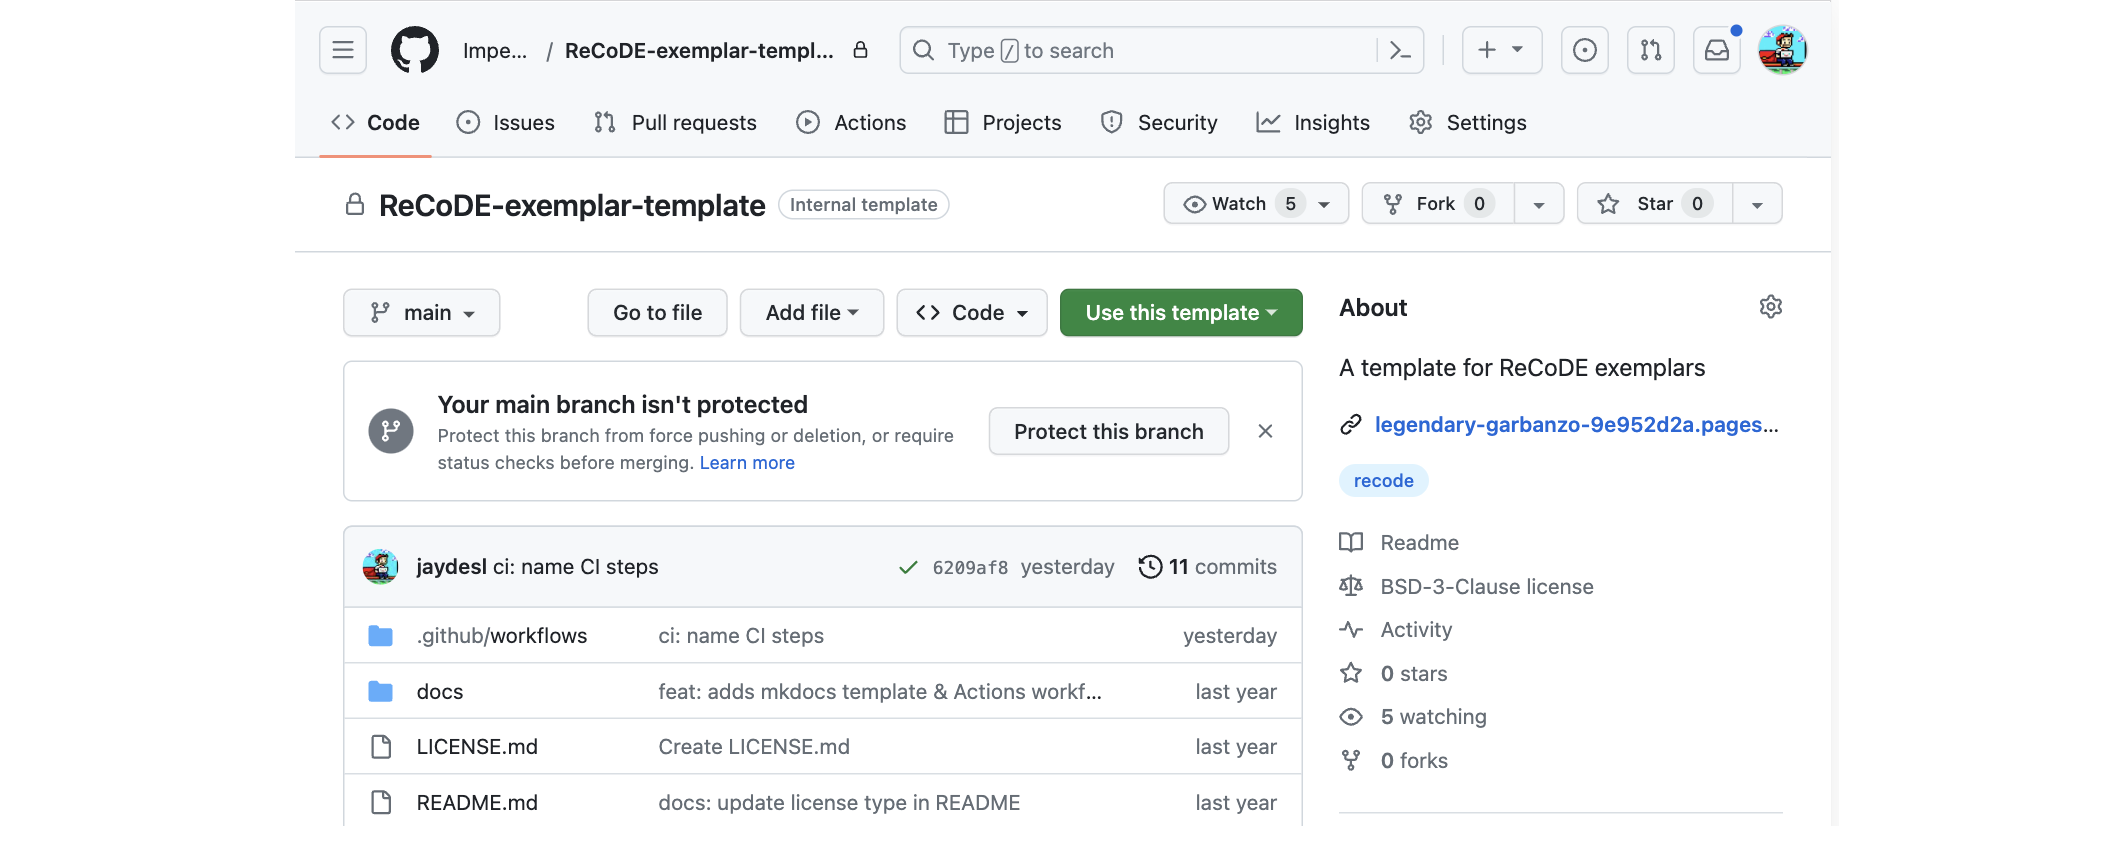 Impe... / ReCoDE-exemplar-templ... Type / to search
Code Issues Pull requests Actions Projects Security Insights Settings
ReCoDE-exemplar-template Internal template Watch 5 Fork 0 Star 0
main Go to file Add file Code Use this template
Your main branch isn't protected
Protect this branch from force pushing or deletion, or require
status checks before merging. Learn more
Protect this branch
jaydesl ci: name CI steps 6209af8 yesterday 11 commits
.github/workflows ci: name CI steps yesterday
docs feat: adds mkdocs template & Actions workf... last year
LICENSE.md Create LICENSE.md last year
README.md docs: update license type in README last year
About
A template for ReCoDE exemplars
legendary-garbanzo-9e952d2a.pages...
recode
Readme
BSD-3-Clause license
Activity
0 stars
5 watching
0 forks